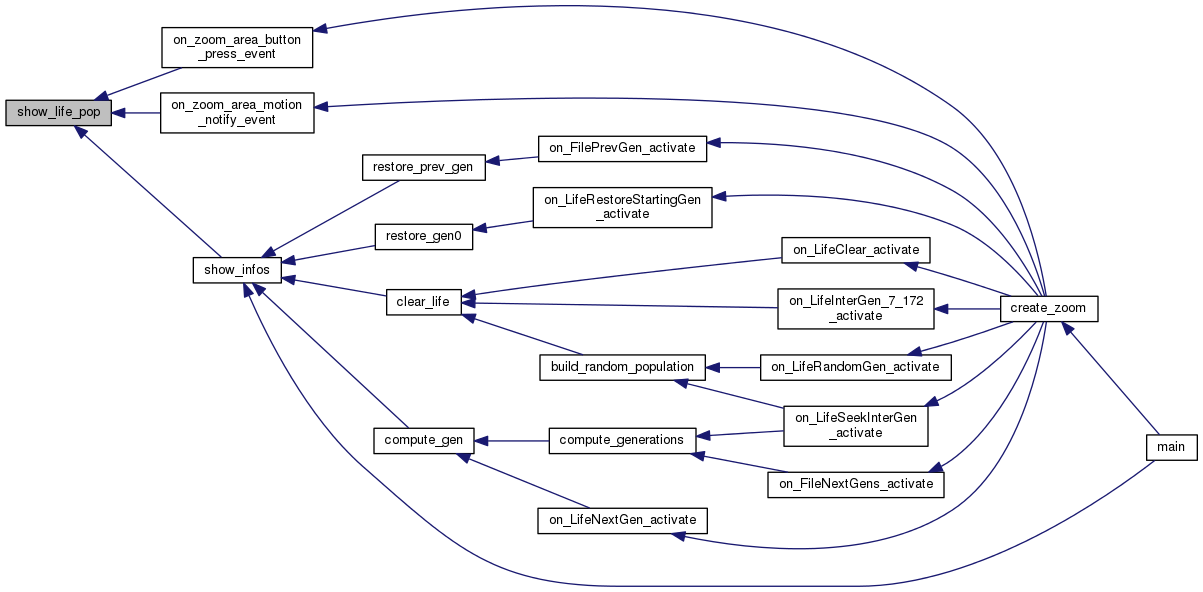 on_zoom_area_button
_press_event
show_life_pop
on_zoom_area_motion
_notify_event
on_FilePrevGen_activate
restore_prev_gen
on_LifeRestoreStartingGen
_activate
restore_gen0
on_LifeClear_activate
show_infos
clear_life
on_LifeInterGen_7_172
_activate
create_zoom
build_random_population
on_LifeRandomGen_activate
on_LifeSeekInterGen
_activate
compute_gen
compute_generations
main
on_FileNextGens_activate
on_LifeNextGen_activate